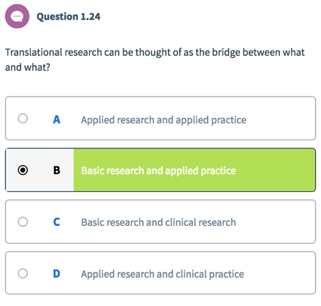 Question 1.24
Translational research can be thought of as the bridge between what
and what?
A Applied research and applied practice
B Basic research and applied practice
C Basic research and clinical research
D Applied research and clinical practice